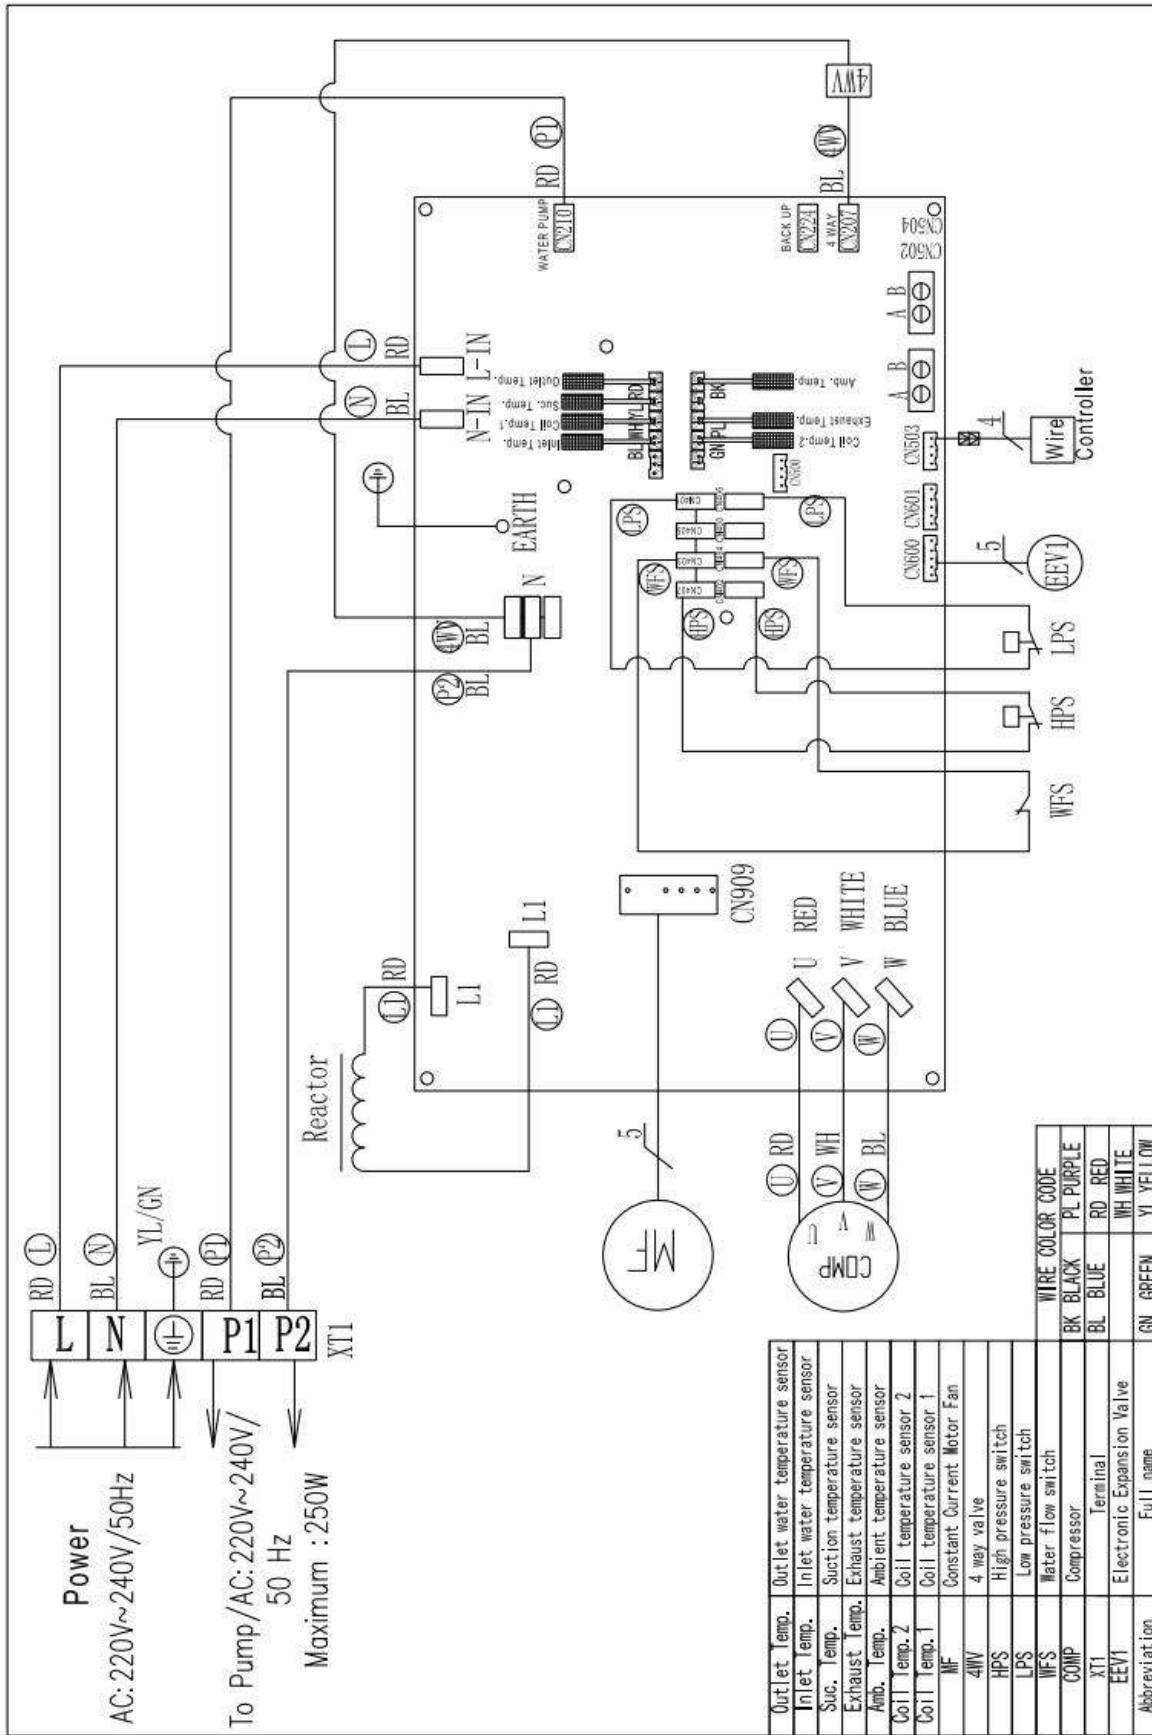 Power
AC:220V~240V/50Hz
To Pump/AC:220V~240V/
50 Hz
Maximum :250W
L
N
P1
P2
XT1
RD L
BL N
YL/GN
RD P1
BL P2
Reactor
L1 RD
L1
L1
L1 RD
MF
5
CN909
COMP
U
V
W
U RD
V WH
W BL
U
V
W
U RED
V WHITE
W BLUE
L
RD
N
BL
L-IN
N-IN
EARTH
N
4WV
BL
P2
BL
RD P1
WATER PUMP
CN210
4WV
BL 4WV
BACK UP
CN224
4 WAY
CN207
CN504
CN502
A B
A B
Outlet Temp.
Suc. Temp.
Coil Temp.1
Inlet Temp.
RD
YL
WH
BL
Amb. Temp.
Exhaust Temp.
Coil Temp.2
BK
PL
GN
LPS
LPS
WFS
WFS
HPS
HPS
CN503
CN601
CN600
4
Wire
Controller
5
EEV1
LPS
HPS
WFS
Outlet Temp. Outlet water temperature sensor
Inlet Temp. Inlet water temperature sensor
Suc. Temp. Suction temperature sensor
Exhaust Temp. Exhaust temperature sensor
Amb. Temp. Ambient temperature sensor
Coil Temp.2 Coil temperature sensor 2
Coil Temp.1 Coil temperature sensor 1
MF Constant Current Motor Fan
4WV 4 way valve
HPS High pressure switch
LPS Low pressure switch
WFS Water flow switch
COMP Compressor
XT1 Terminal
EEV1 Electronic Expansion Valve
Abbreviation Full name
WIRE COLOR CODE
BK BLACK PL PURPLE
BL BLUE RD RED
WH WHITE
GN GREEN YL YELLOW